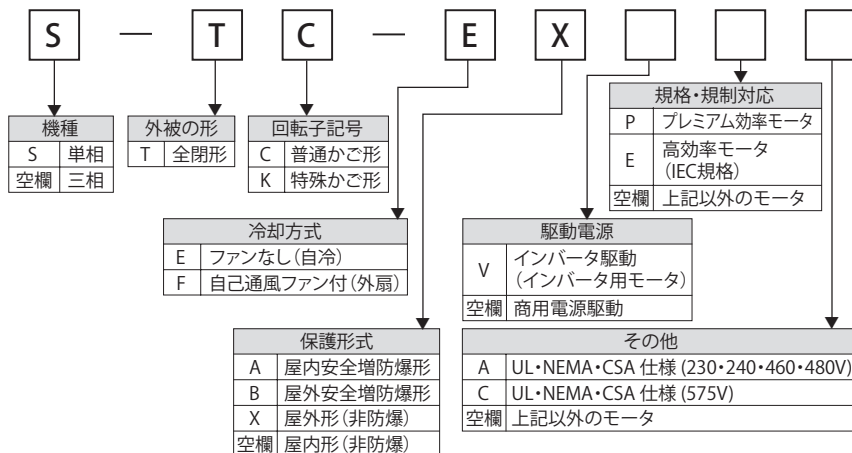 S — T C — E X
機種
S 単相
空欄 三相
外被の形
T 全閉形
回転子記号
C 普通かご形
K 特殊かご形
規格・規制対応
P プレミアム効率モータ
E 高効率モータ
(IEC規格)
空欄 上記以外のモータ
冷却方式
E ファンなし(自冷)
F 自己通風ファン付(外扇)
駆動電源
V インバータ駆動
(インバータ用モータ)
空欄 商用電源駆動
保護形式
A 屋内安全増防爆形
B 屋外安全増防爆形
X 屋外形(非防爆)
空欄 屋内形(非防爆)
その他
A UL・NEMA・CSA 仕様 (230・240・460・480V)
C UL・NEMA・CSA 仕様 (575V)
空欄 上記以外のモータ